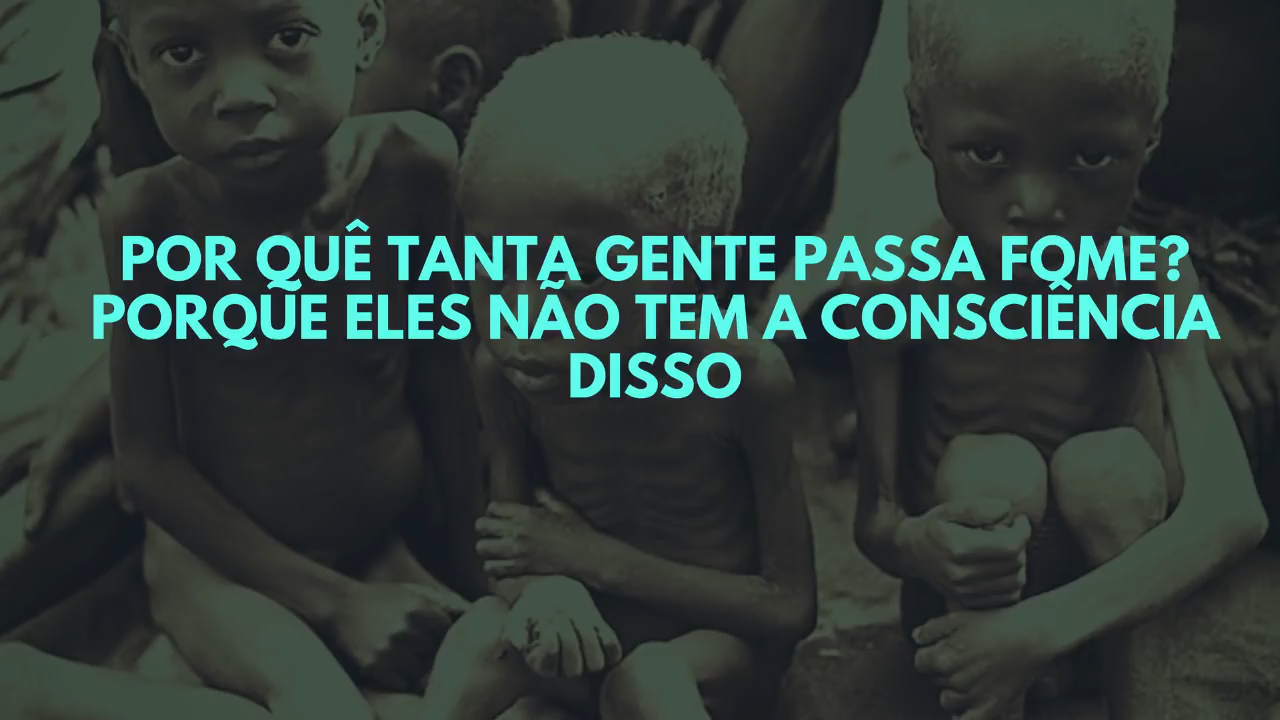 POR QUÊ TANTA GENTE PASSA FOME?
PORQUE ELES NÃO TEM A CONSCIÊNCIA
DISSO